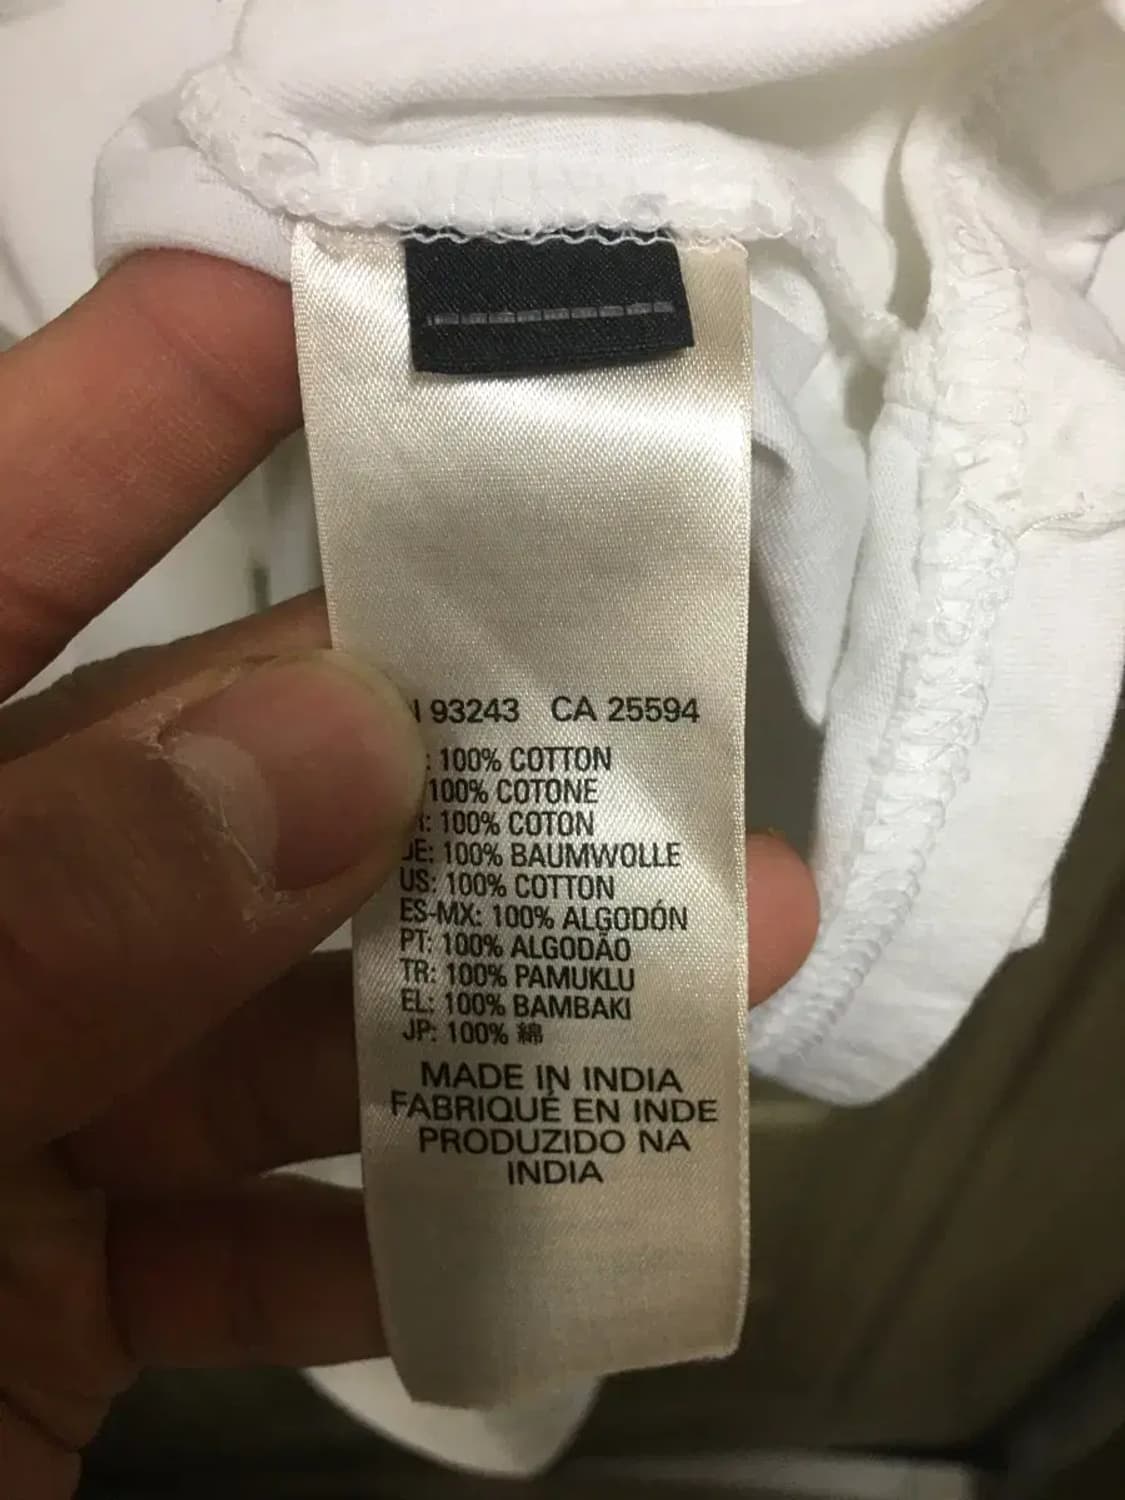 93243 CA 25594
: 100% COTTON
100% COTONE
: 100% COTON
DE: 100% BAUMWOLLE
US: 100% COTTON
ES-MX: 100% ALGODÓN
PT: 100% ALGODÃO
TR: 100% PAMUKLU
EL: 100% BAMBAKI
JP: 100% 綿
MADE IN INDIA
FABRIQUÉ EN INDE
PRODUZIDO NA
INDIA